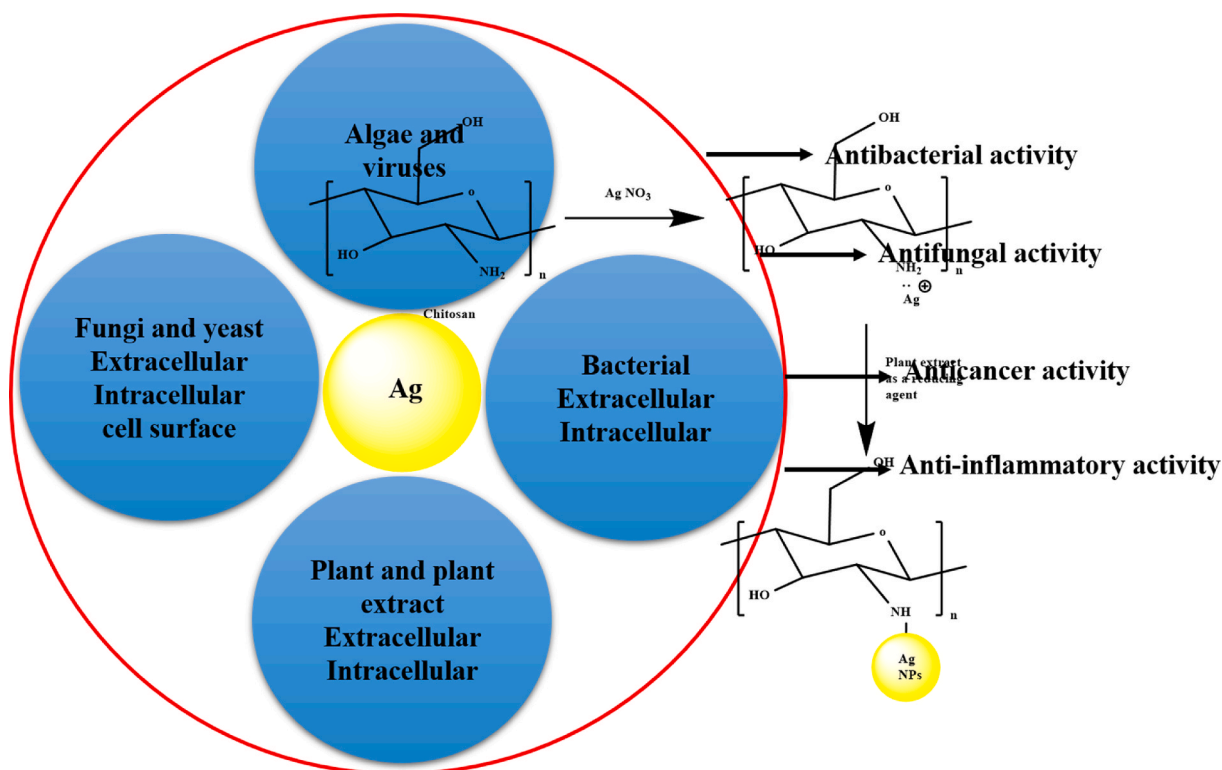 Algae and
viruses
OH
o
HO
NH2
n
Chitosan
Ag NO3
Fungi and yeast
Extracellular
Intracellular
cell surface
Ag
Bacterial
Extracellular
Intracellular
Plant and plant
extract
Extracellular
Intracellular
OH
Antibacterial activity
o
HO
Antifungal activity
NH2
n
.. ⊕
Ag
Plant extract
as a reducing
agent
Anticancer activity
Anti-inflammatory activity
OH
o
HO
NH
n
Ag
NPs